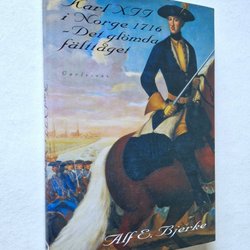 Karl XII
i Norge 1716
– Det glömda
fälttåget
Carlssons
Alf E. Bjerke